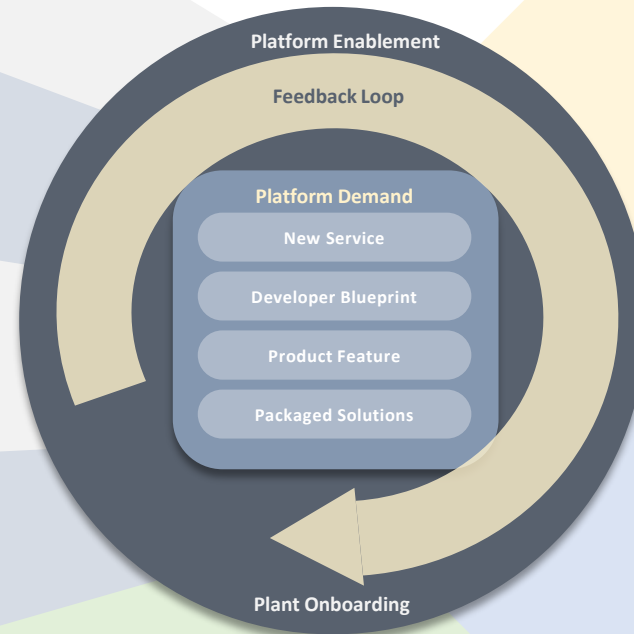 Platform Enablement
Feedback Loop
Platform Demand
New Service
Developer Blueprint
Product Feature
Packaged Solutions
Plant Onboarding